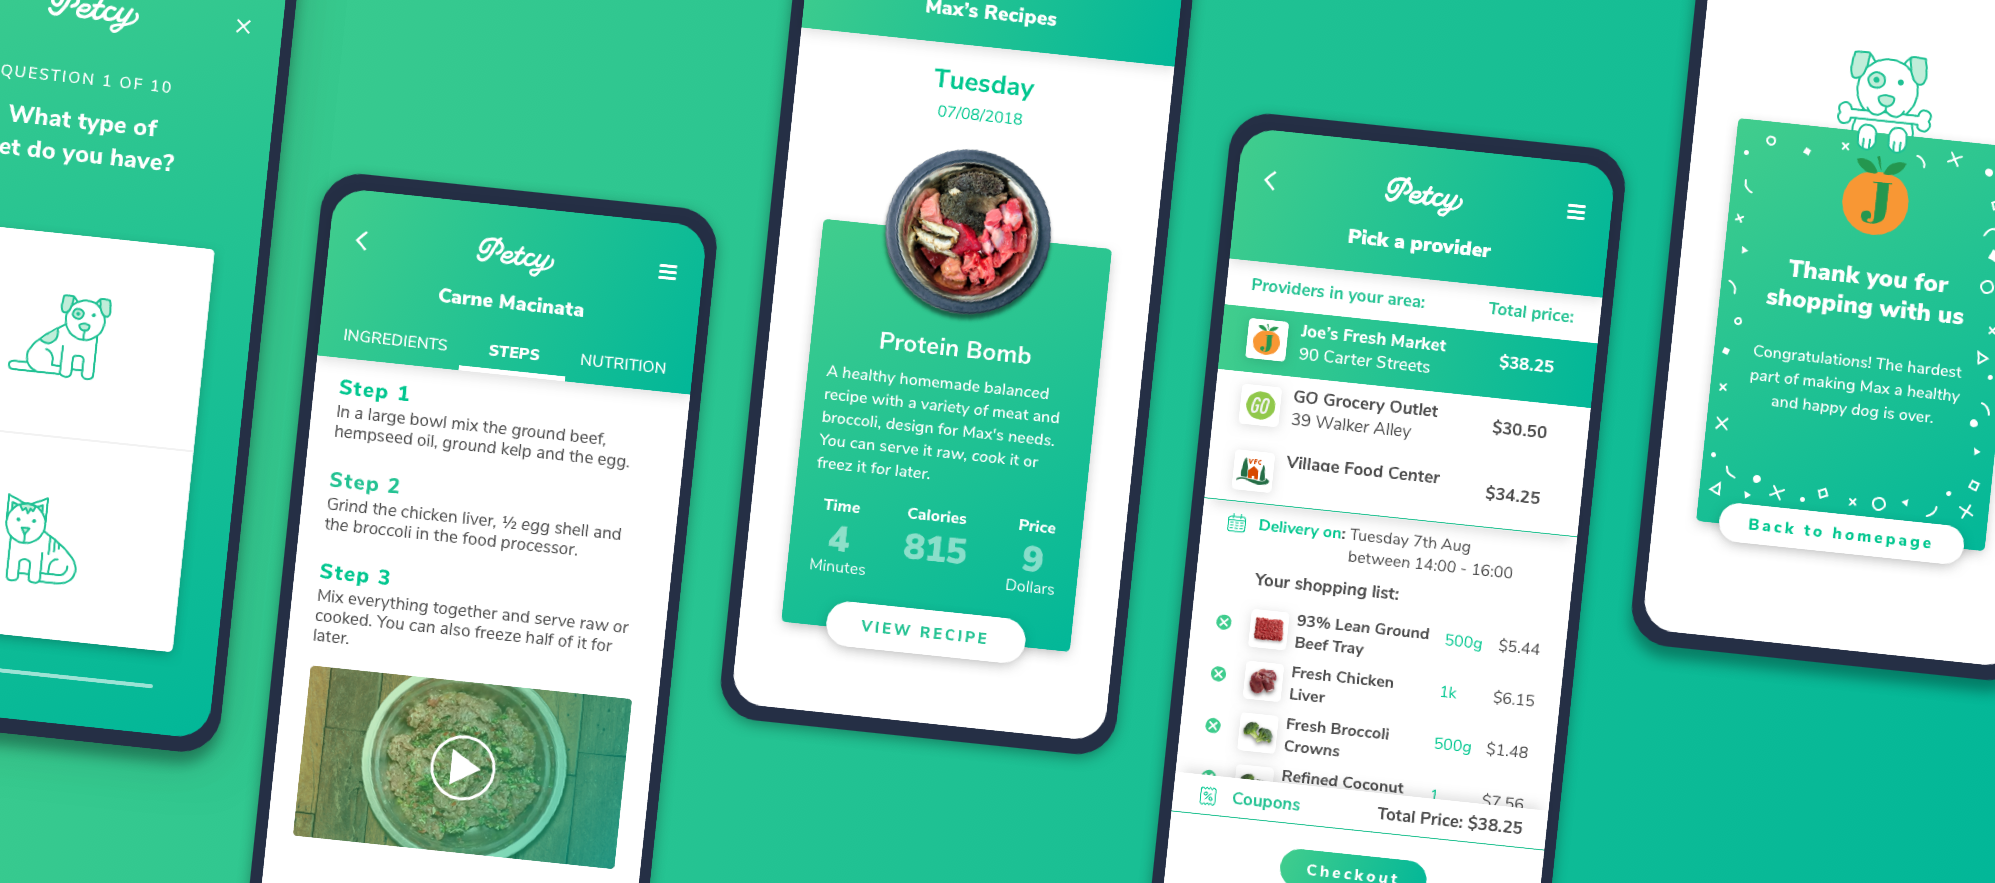 Petcy
QUESTION 1 OF 10
What type of
et do you have?
Petcy
Carne Macinata
INGREDIENTS STEPS NUTRITION
Step 1
In a large bowl mix the ground beef,
hempseed oil, ground kelp and the egg.
Step 2
Grind the chicken liver, ½ egg shell and
the broccoli in the food processor.
Step 3
Mix everything together and serve raw or
cooked. You can also freeze half of it for
later.
Max's Recipes
Tuesday
07/08/2018
Protein Bomb
A healthy homemade balanced
recipe with a variety of meat and
broccoli, design for Max's needs.
You can serve it raw, cook it or
freez it for later.
Time Calories Price
4 815 9
Minutes Dollars
VIEW RECIPE
Petcy
Pick a provider
Providers in your area: Total price:
Joe's Fresh Market
90 Carter Streets $38.25
GO
GO Grocery Outlet
39 Walker Alley $30.50
VFC
Village Food Center
$34.25
Delivery on: Tuesday 7th Aug
between 14:00 - 16:00
Your shopping list:
93% Lean Ground
Beef Tray 500g $5.44
Fresh Chicken
Liver 1k $6.15
Fresh Broccoli
Crowns 500g $1.48
Refined Coconut 1 $7.56
Coupons Total Price: $38.25
Checkout
J
Thank you for
shopping with us
Congratulations! The hardest
part of making Max a healthy
and happy dog is over.
Back to homepage